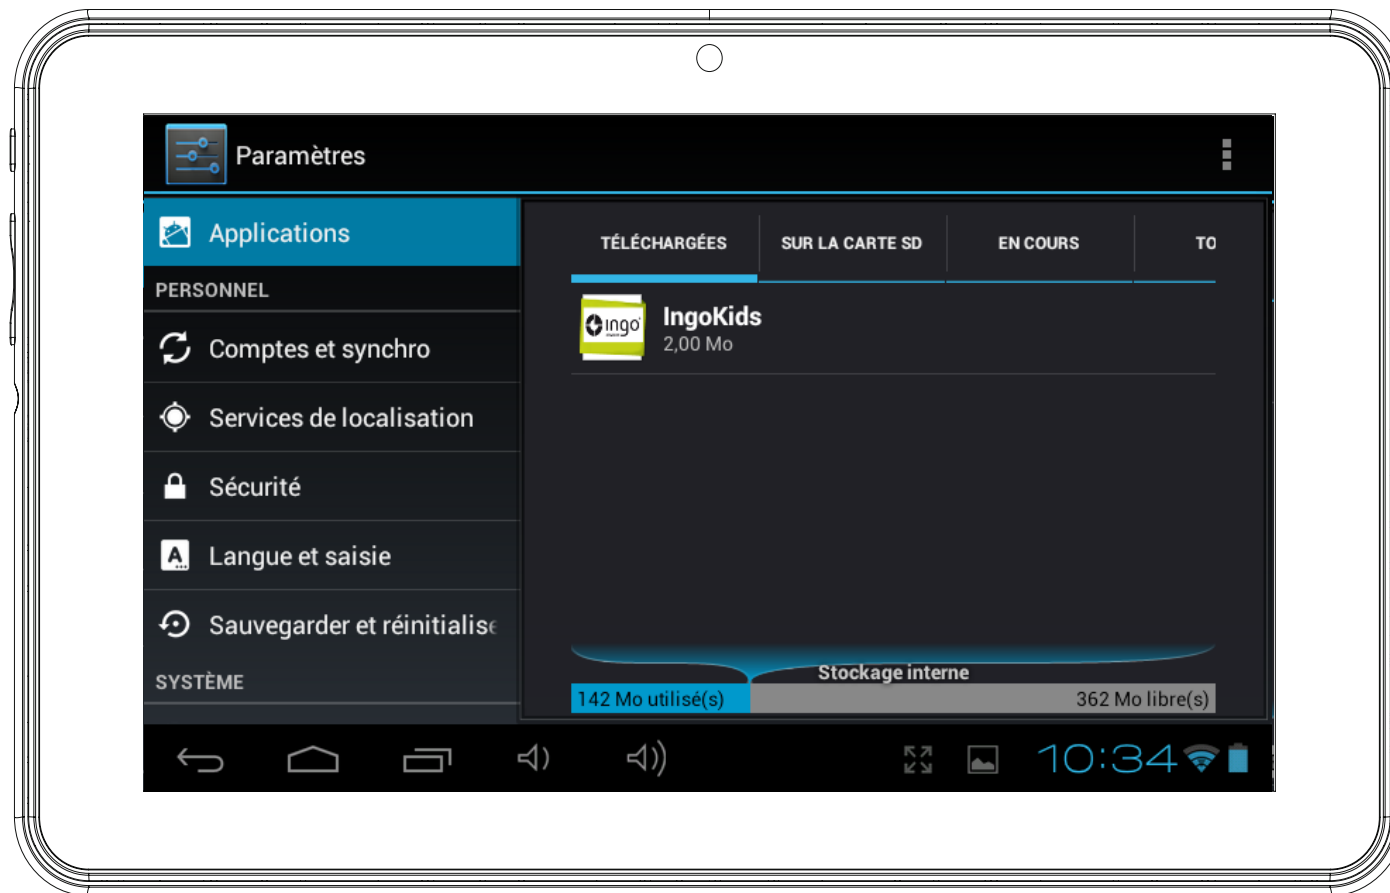 Paramètres
Applications
PERSONNEL
Comptes et synchro
Services de localisation
Sécurité
Langue et saisie
Sauvegarder et réinitialise
SYSTÈME
TÉLÉCHARGÉES SUR LA CARTE SD EN COURS TO
ingo
IngoKids
2,00 Mo
Stockage interne
142 Mo utilisé(s) 362 Mo libre(s)
10:34